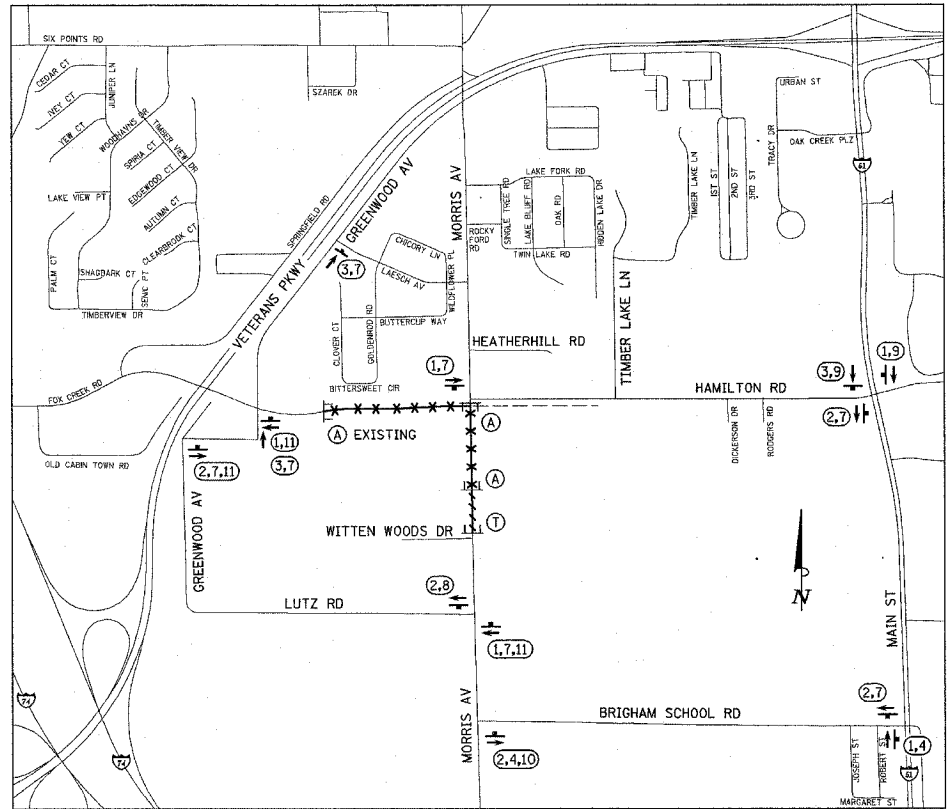 SIX POINTS RD
CEDAR CT
JUNIPER LN
IVEY CT
YEW CT
WOODHAVNS DR
TIMBER VIEW DR
SPIRIA CT
EDGEWOOD CT
LAKE VIEW PT
AUTUMN CT
CLEARBROOK CT
PALM CT
SHAGBARK CT
SENIC PT
TIMBERVIEW DR
SZAREK DR
SPRINGFIELD RD
VETERANS PKWY
GREENWOOD AV
MORRIS AV
3,7
CHICORY LN
LAESCH AV
WILDFLOWER PL
CLOVER CT
GOLDENROD RD
BUTTERCUP WAY
BITTERSWEET CIR
1,7
LAKE FORK RD
SINGLE TREE RD
LAKE BLUFF RD
OAK RD
HIDDEN LAKE DR
ROCKY
FORD
RD
TWIN LAKE RD
HEATHERHILL RD
TIMBER LAKE LN
TIMBER LAKE LN
1ST ST
2ND ST
3RD ST
URBAN ST
TRACY DR
OAK CREEK PLZ
51
HAMILTON RD
3,9
1,9
2,7
DICKERSON DR
RODGERS RD
FOX CREEK RD
OLD CABIN TOWN RD
A EXISTING
1,11
3,7
2,7,11
A
A
T
WITTEN WOODS DR
GREENWOOD AV
LUTZ RD
2,8
1,7,11
N
MAIN ST
MORRIS AV
2,4,10
BRIGHAM SCHOOL RD
2,7
1,4
JOSEPH ST
ROBERT ST
MARGARET ST
51
74
74